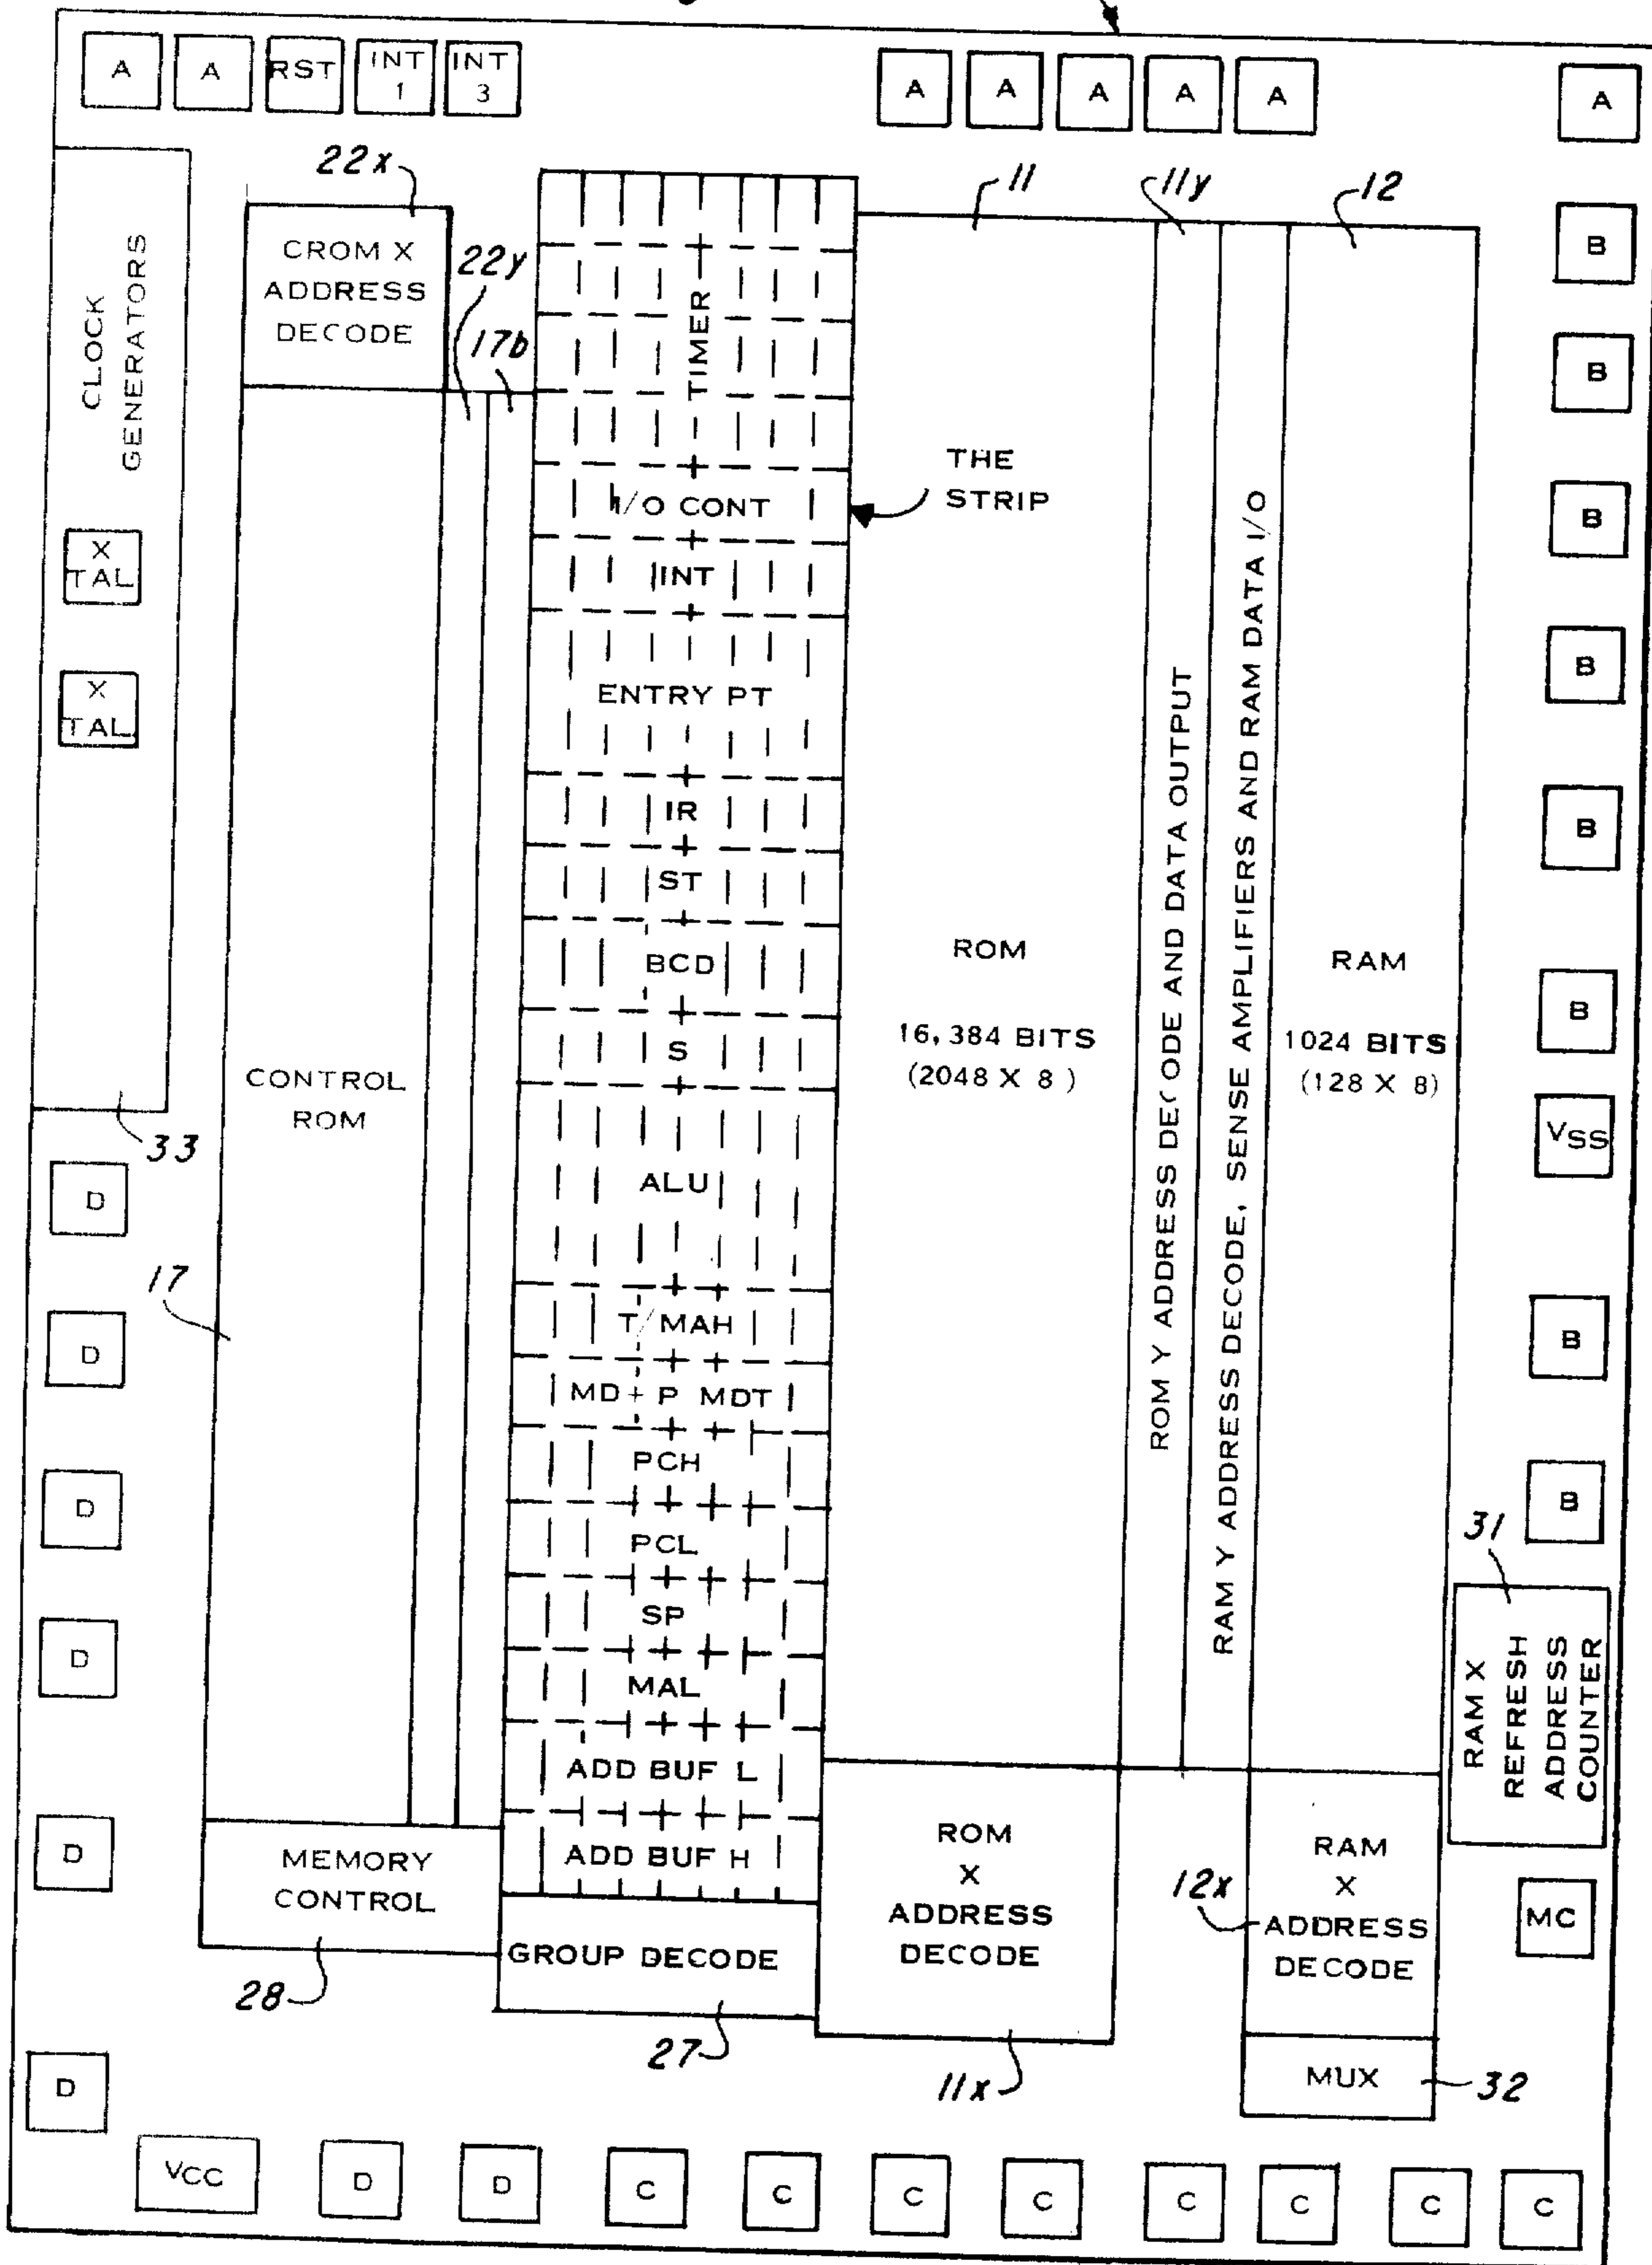 A
A
RST
INT
1
INT
3
A
A
A
A
A
A
22x
11
11y
12
CLOCK
GENERATORS
CROM X
ADDRESS
DECODE
22y
17b
TIMER
THE
STRIP
I/O CONT
INT
ENTRY PT
IR
ST
BCD
S
ALU
T/MAH
MD + P MDT
PCH
PCL
SP
MAL
ADD BUF L
ADD BUF H
X
TAL
X
TAL
33
CONTROL
ROM
17
ROM
16,384 BITS
(2048 X 8)
ROM Y ADDRESS DECODE AND DATA OUTPUT
RAM Y ADDRESS DECODE, SENSE AMPLIFIERS AND RAM DATA I/O
RAM
1024 BITS
(128 X 8)
B
B
B
B
B
B
VSS
B
B
31
RAM X
REFRESH
ADDRESS
COUNTER
D
D
D
D
D
D
MEMORY
CONTROL
28
GROUP DECODE
27
ROM
X
ADDRESS
DECODE
11x
12x
RAM
X
ADDRESS
DECODE
MUX
32
MC
VCC
D
D
C
C
C
C
C
C
C
C